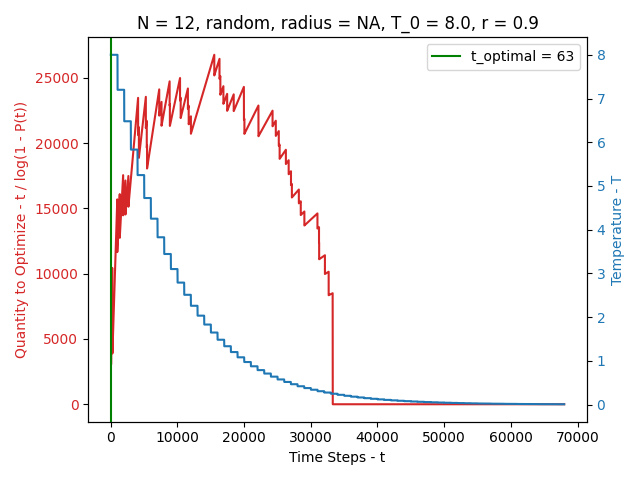 N = 12, random, radius = NA, T_0 = 8.0, r = 0.9
t_optimal = 63
Quantity to Optimize - t / log(1 - P(t))
25000
20000
15000
10000
5000
0
8
7
6
5
4
3
2
1
0
Temperature - T
0 10000 20000 30000 40000 50000 60000 70000
Time Steps - t